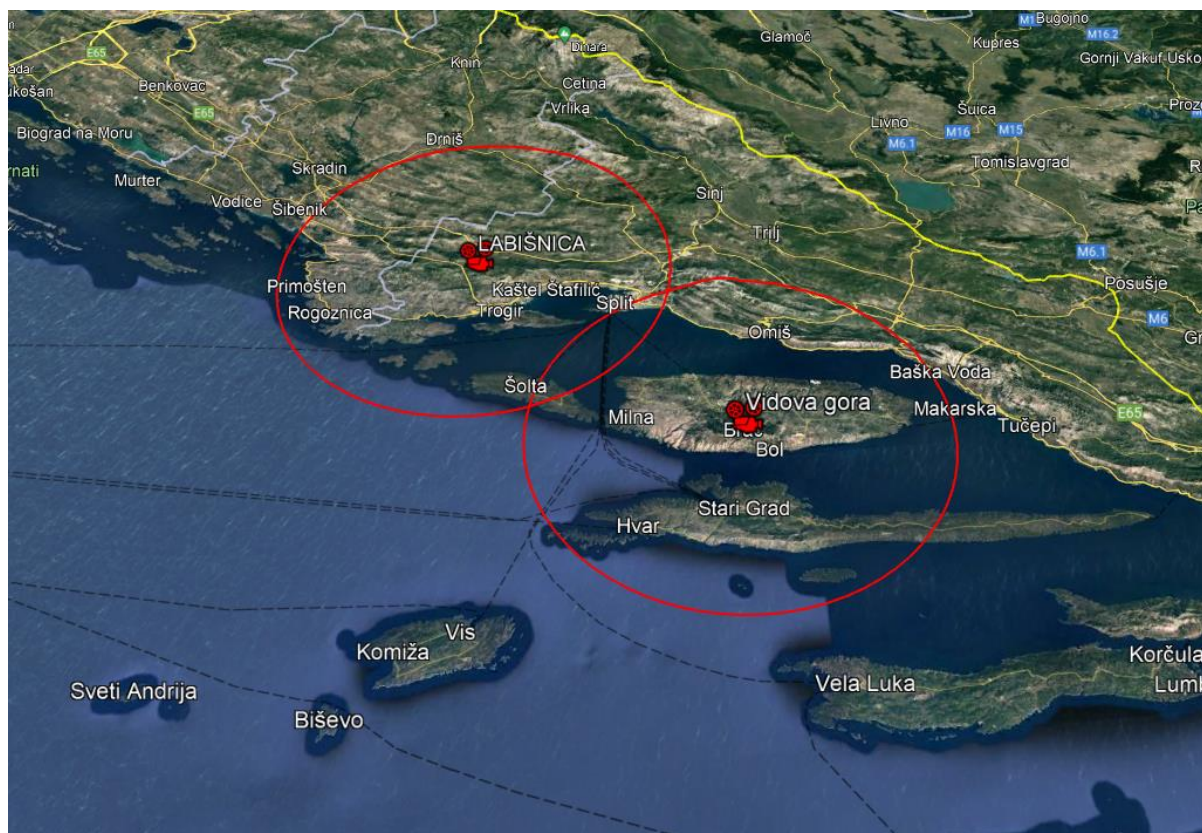 Bugojno
M16.2
Glamoč
Kupres
Dinara
Gornji Vakuf-Usko
E65
Knin
Benkovac
Cetina
ukošan
Vrlika
Šuica
E65
Livno
M16
M15
Biograd na Moru
Drniš
M6.1
Skradin
Tomislavgrad
Murter
Vodice
Sinj
Šibenik
Trilj
LABIŠNICA
M6.1
Primošten
Kaštel Štafilić
Posušje
Rogoznica
Trogir
Split
M6
Omiš
Baška Voda
Šolta
Vidova gora
Milna
Makarska
E65
Tučepi
Bol
Stari Grad
Hvar
Vis
Komiža
Korčula
Vela Luka
Lumb
Sveti Andrija
Biševo